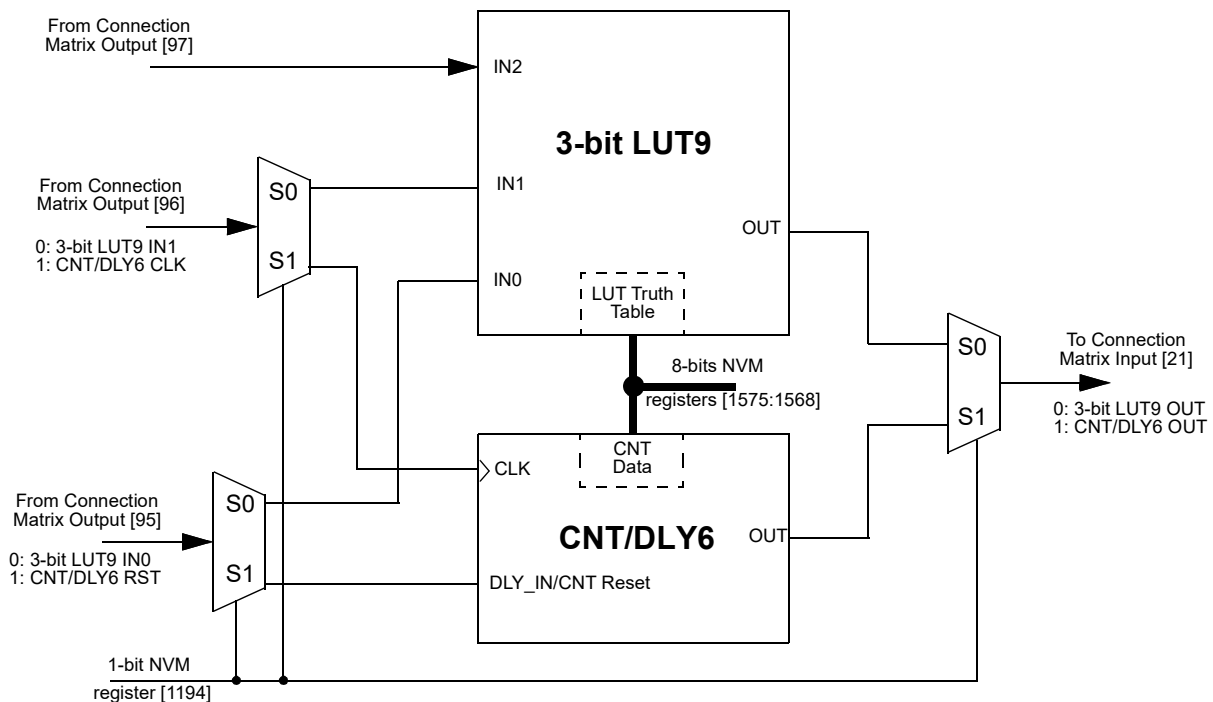 From Connection
Matrix Output [97]
IN2
3-bit LUT9
From Connection
Matrix Output [96]
0: 3-bit LUT9 IN1
1: CNT/DLY6 CLK
S0
S1
IN1
IN0
OUT
LUT Truth
Table
8-bits NVM
registers [1575:1568]
S0
S1
To Connection
Matrix Input [21]
0: 3-bit LUT9 OUT
1: CNT/DLY6 OUT
CNT
Data
CLK
From Connection
Matrix Output [95]
0: 3-bit LUT9 IN0
1: CNT/DLY6 RST
S0
S1
CNT/DLY6
OUT
DLY_IN/CNT Reset
1-bit NVM
register [1194]